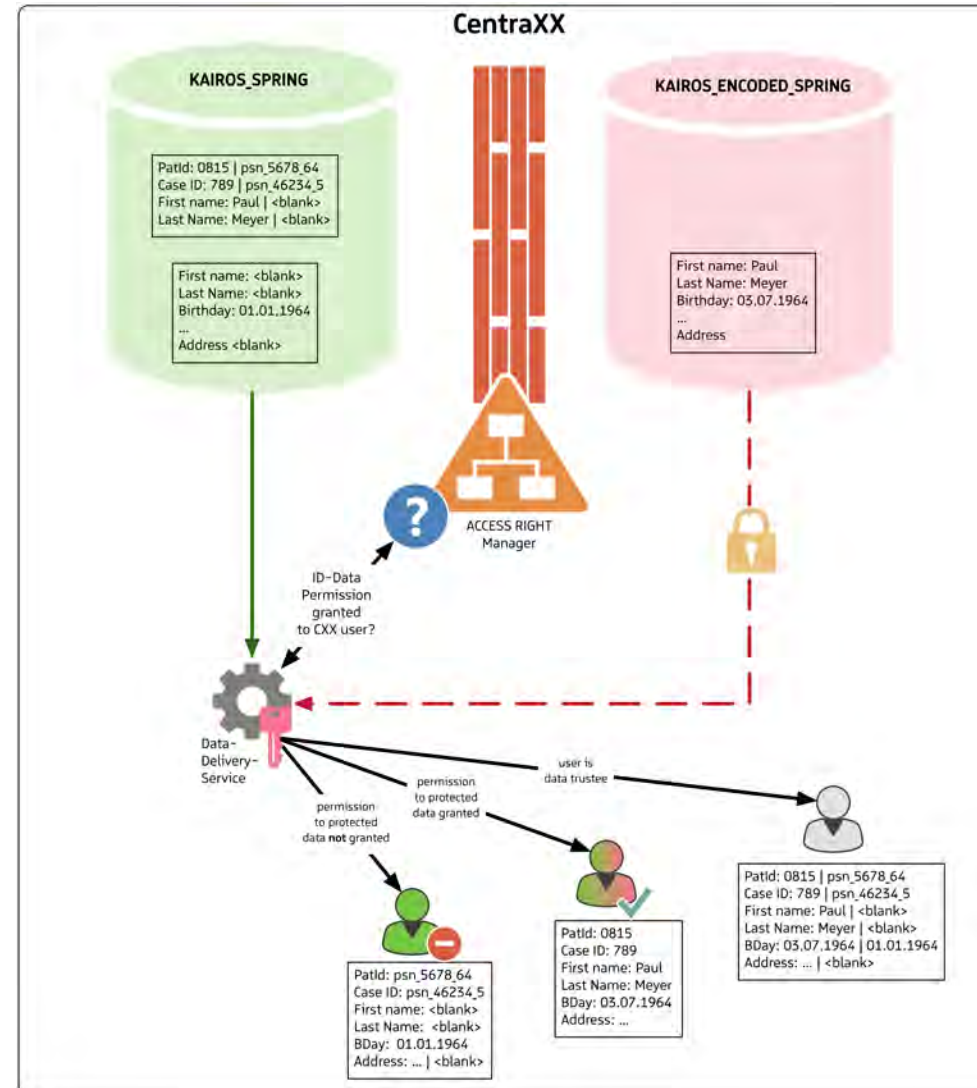 CentraXX
KAIROS_SPRING
KAIROS_ENCODED_SPRING
PatId: 0815 | psn_5678_64
Case ID: 789 | psn_46234_5
First name: Paul | <blank>
Last Name: Meyer | <blank>
First name: <blank>
Last Name: <blank>
Birthday: 01.01.1964
...
Address <blank>
First name: Paul
Last Name: Meyer
Birthday: 03.07.1964
...
Address
?
ACCESS RIGHT
Manager
ID-Data
Permission
granted
to CXX user?
Data-
Delivery-
Service
permission
to protected
data not granted
permission
to protected
data granted
user is
data trustee
PatId: psn_5678_64
Case ID: psn_46234_5
First name: <blank>
Last Name: <blank>
BDay: 01.01.1964
Address: ... | <blank>
PatId: 0815
Case ID: 789
First name: Paul
Last Name: Meyer
BDay: 03.07.1964
Address: ...
PatId: 0815 | psn_5678_64
Case ID: 789 | psn_46234_5
First name: Paul | <blank>
Last Name: Meyer | <blank>
BDay: 03.07.1964 | 01.01.1964
Address: ... | <blank>